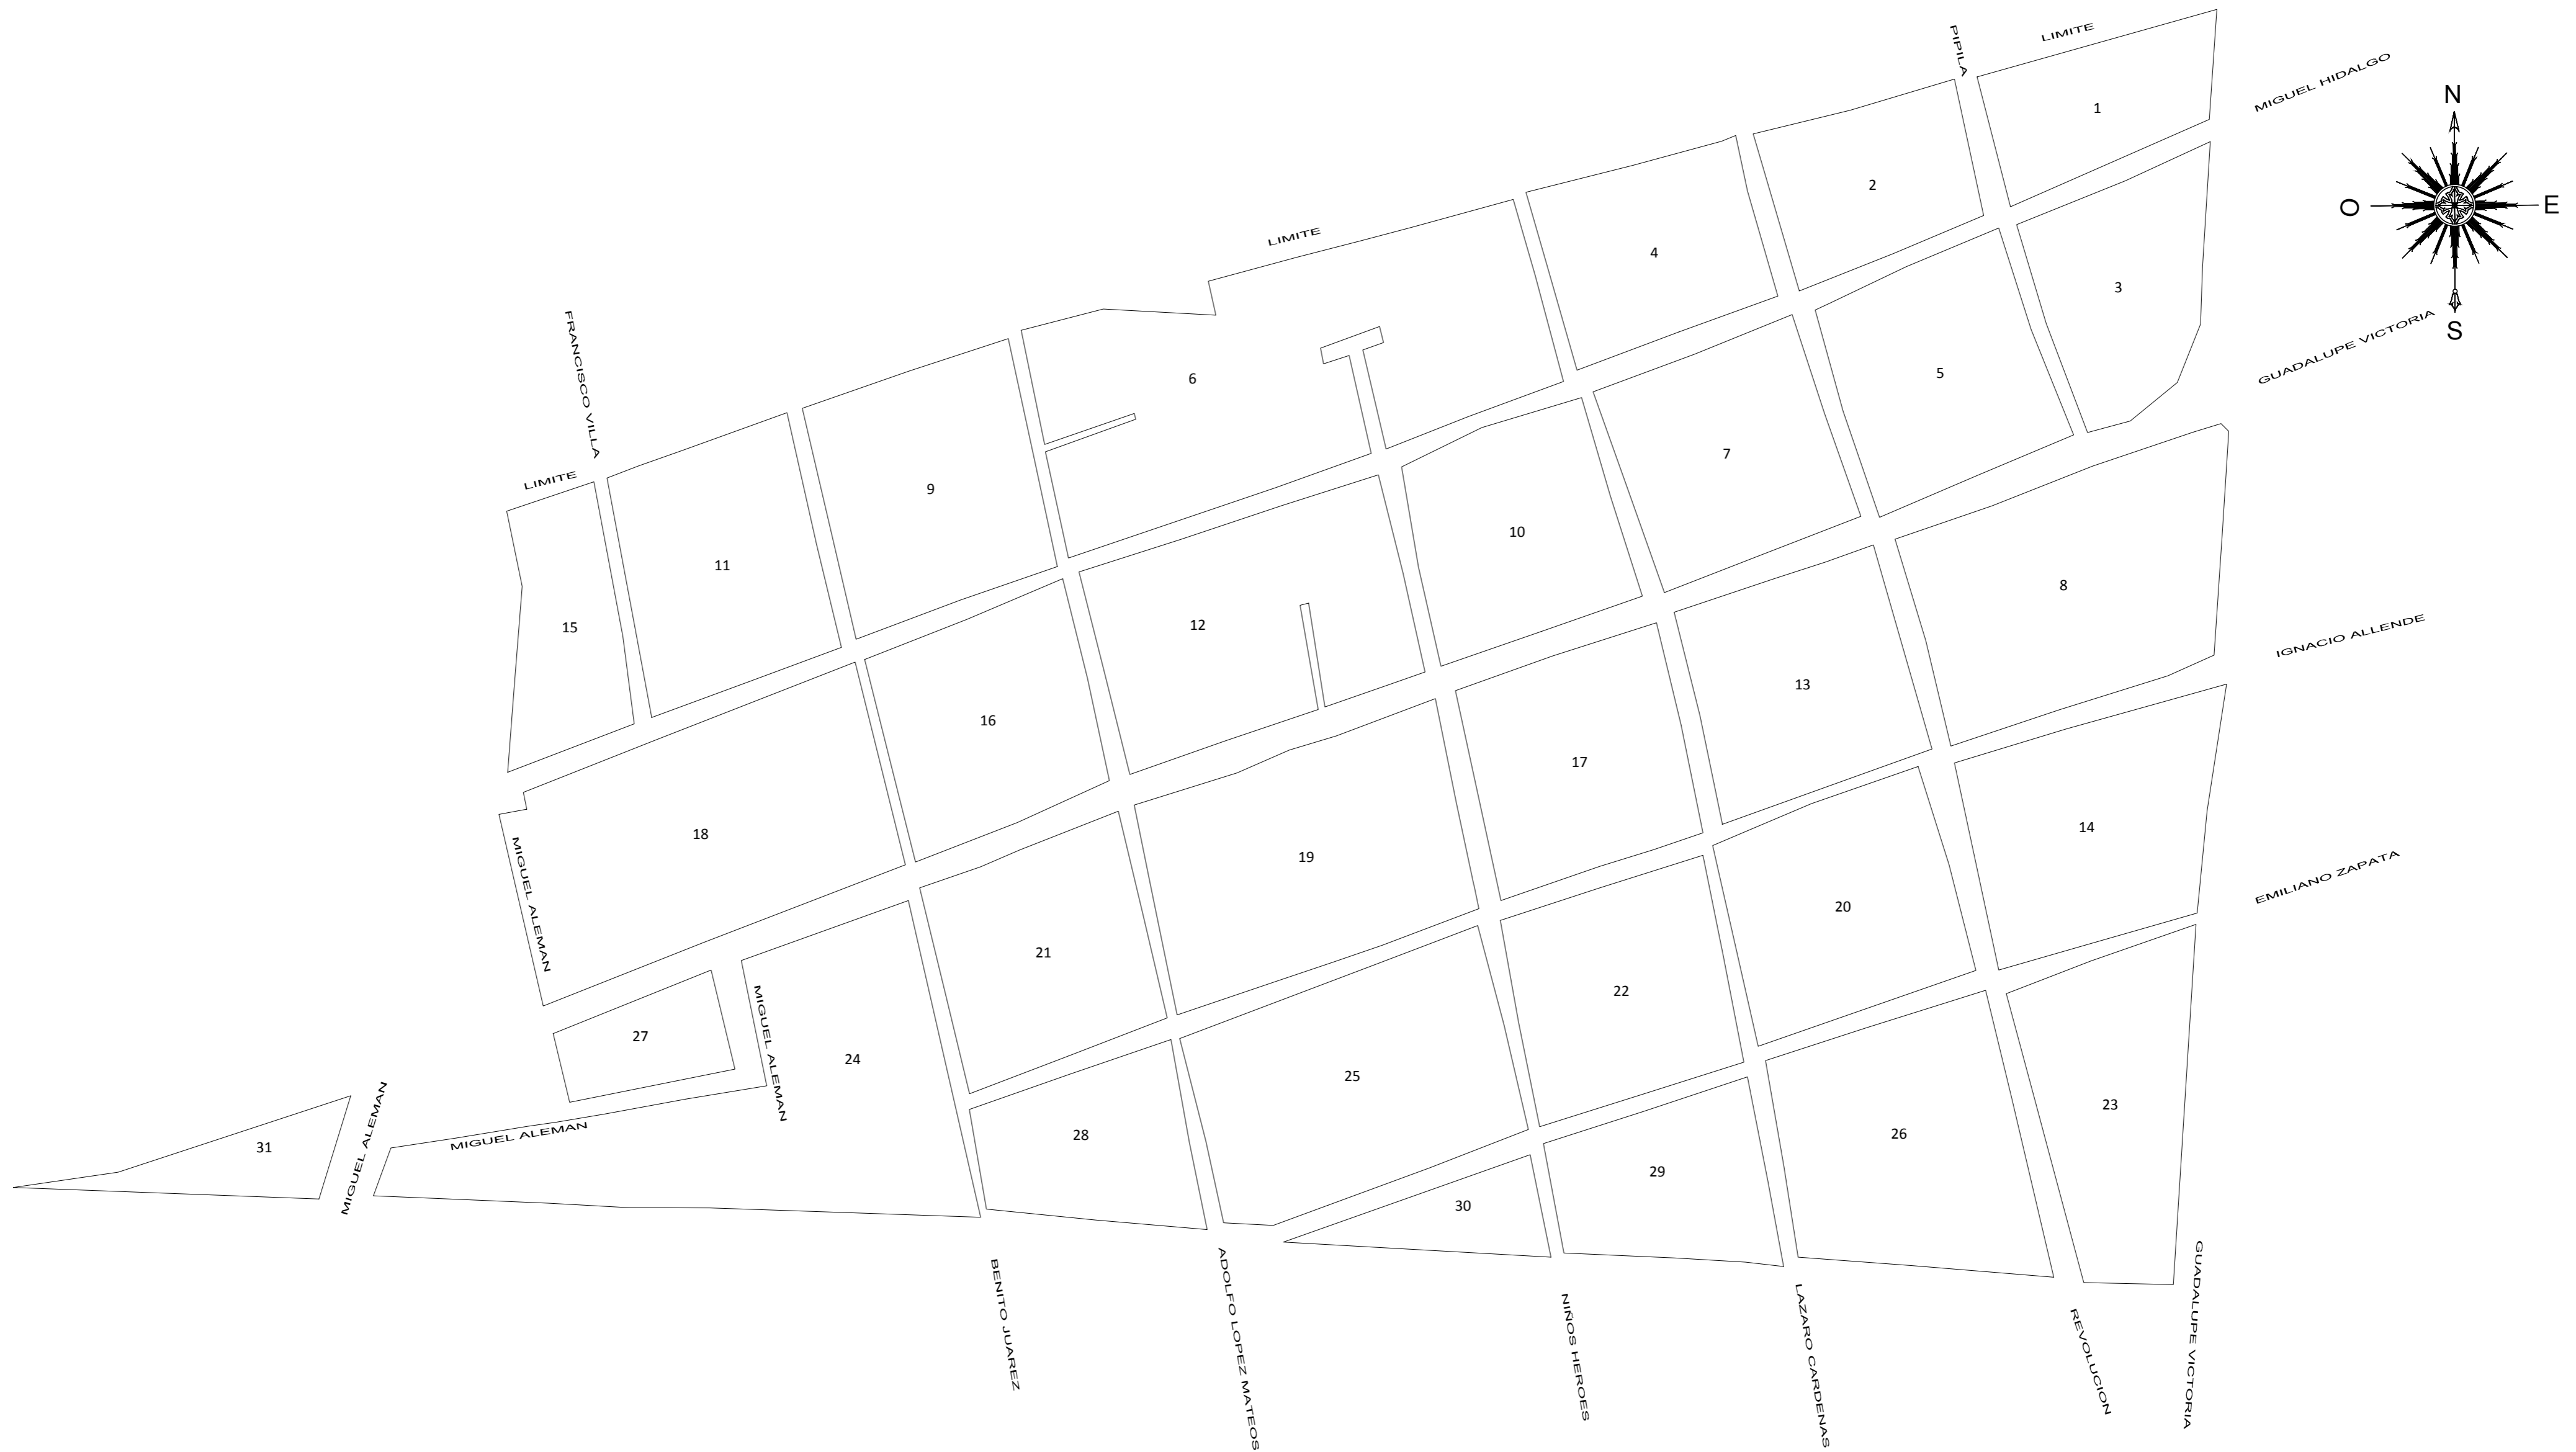 PIPILA
LIMITE
MIGUEL HIDALGO
N
1
2
O
E
LIMITE
4
3
S
GUADALUPE VICTORIA
FRANCISCO VILLA
6
5
7
LIMITE
9
10
11
8
15
12
IGNACIO ALLENDE
13
16
17
18
14
MIGUEL ALEMAN
19
EMILIANO ZAPATA
20
21
22
27
MIGUEL ALEMAN
24
25
23
MIGUEL ALEMAN
MIGUEL ALEMAN
28
26
31
29
30
BENITO JUAREZ
ADOLFO LOPEZ MATEOS
NIÑOS HEROES
LAZARO CARDENAS
REVOLUCION
GUADALUPE VICTORIA